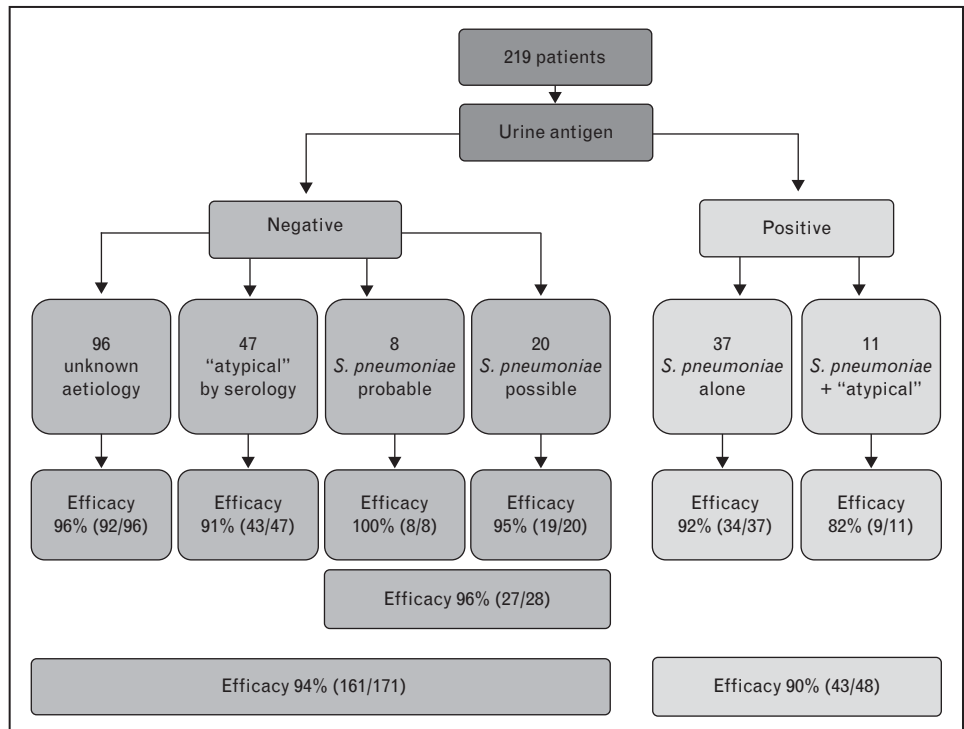 219 patients
Urine antigen
Negative
Positive
96
unknown
aetiology
47
“atypical”
by serology
8
S. pneumoniae
probable
20
S. pneumoniae
possible
37
S. pneumoniae
alone
11
S. pneumoniae
+ “atypical”
Efficacy
96% (92/96)
Efficacy
91% (43/47)
Efficacy
100% (8/8)
Efficacy
95% (19/20)
Efficacy
92% (34/37)
Efficacy
82% (9/11)
Efficacy 96% (27/28)
Efficacy 94% (161/171)
Efficacy 90% (43/48)